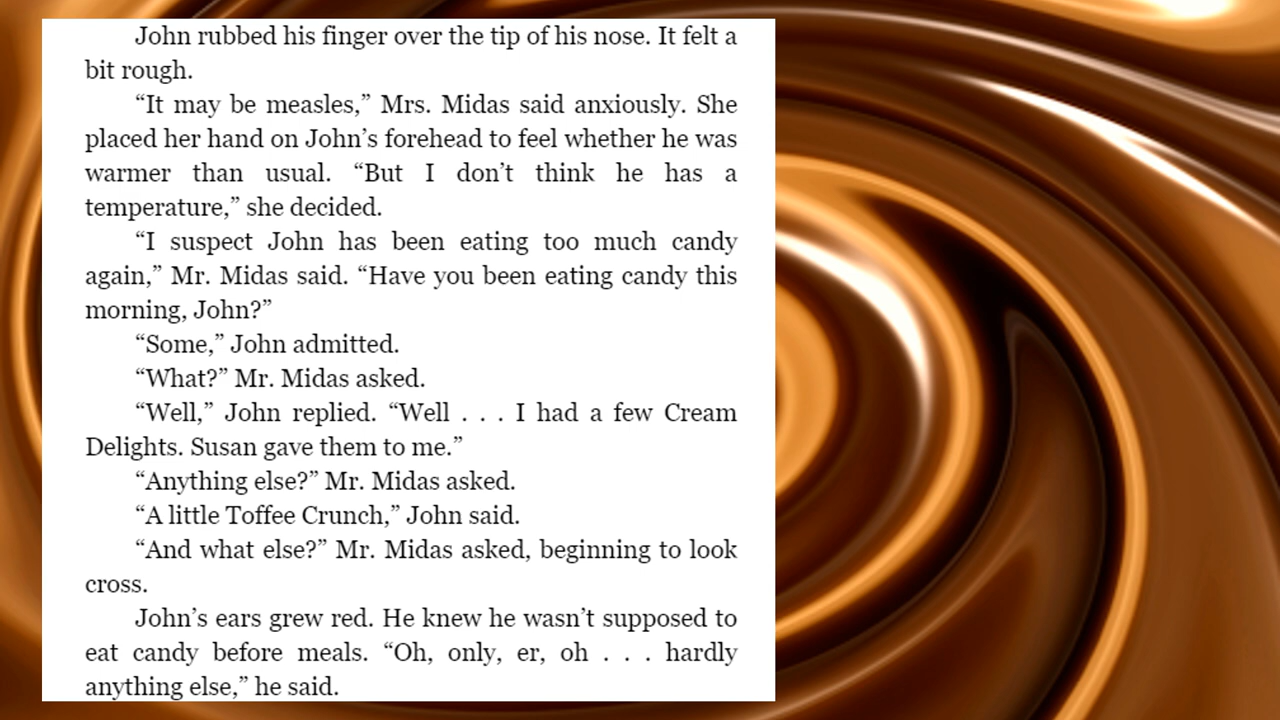 John rubbed his finger over the tip of his nose. It felt a
bit rough.
“It may be measles,” Mrs. Midas said anxiously. She
placed her hand on John’s forehead to feel whether he was
warmer than usual. “But I don’t think he has a
temperature,” she decided.
“I suspect John has been eating too much candy
again,” Mr. Midas said. “Have you been eating candy this
morning, John?”
“Some,” John admitted.
“What?” Mr. Midas asked.
“Well,” John replied. “Well . . . I had a few Cream
Delights. Susan gave them to me.”
“Anything else?” Mr. Midas asked.
“A little Toffee Crunch,” John said.
“And what else?” Mr. Midas asked, beginning to look
cross.
John’s ears grew red. He knew he wasn’t supposed to
eat candy before meals. “Oh, only, er, oh . . . hardly
anything else,” he said.